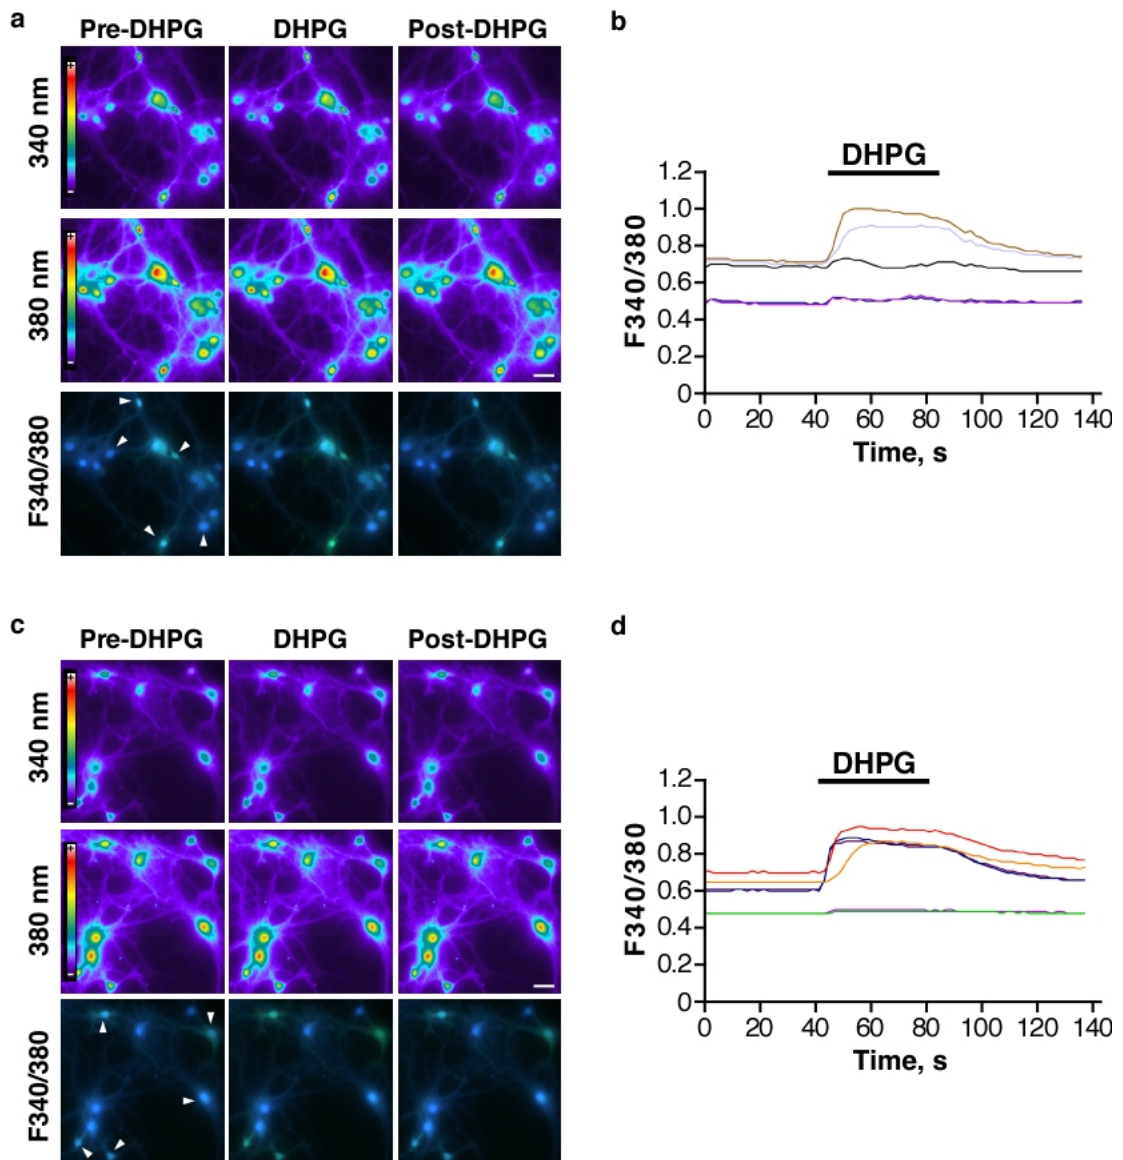 a
Pre-DHPG DHPG Post-DHPG
340 nm
+
-
380 nm
+
-
F340/380
b
DHPG
1.2
1.0
0.8
0.6
0.4
0.2
0
F340/380
0 20 40 60 80 100 120 140
Time, s
c
Pre-DHPG DHPG Post-DHPG
340 nm
+
-
380 nm
+
-
F340/380
d
DHPG
1.2
1.0
0.8
0.6
0.4
0.2
0
F340/380
0 20 40 60 80 100 120 140
Time, s